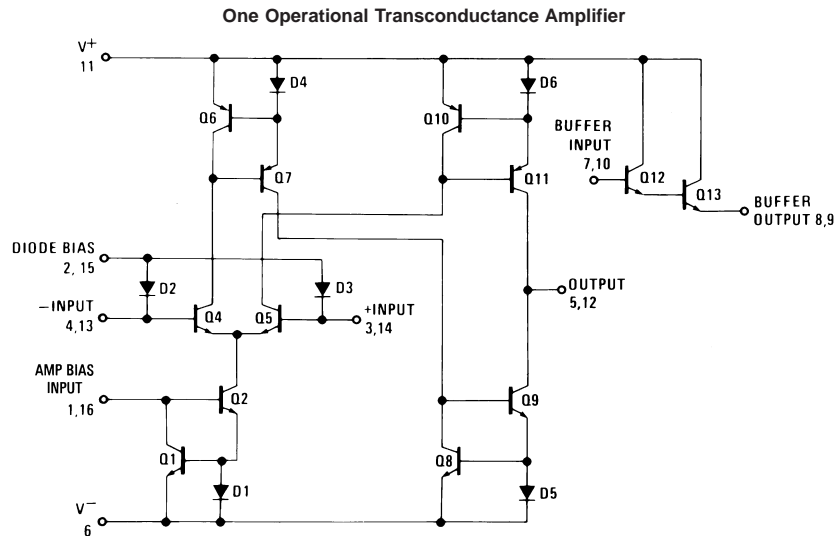 One Operational Transconductance Amplifier
V+
11
D4
D6
Q6
Q10
BUFFER
INPUT
7,10
Q7
Q11
Q12
Q13
BUFFER
OUTPUT 8,9
DIODE BIAS
2, 15
D2
D3
OUTPUT
5,12
—INPUT
4,13
Q4
Q5
+INPUT
3,14
AMP BIAS
INPUT
1,16
Q2
Q9
Q1
Q8
D1
D5
V—
6